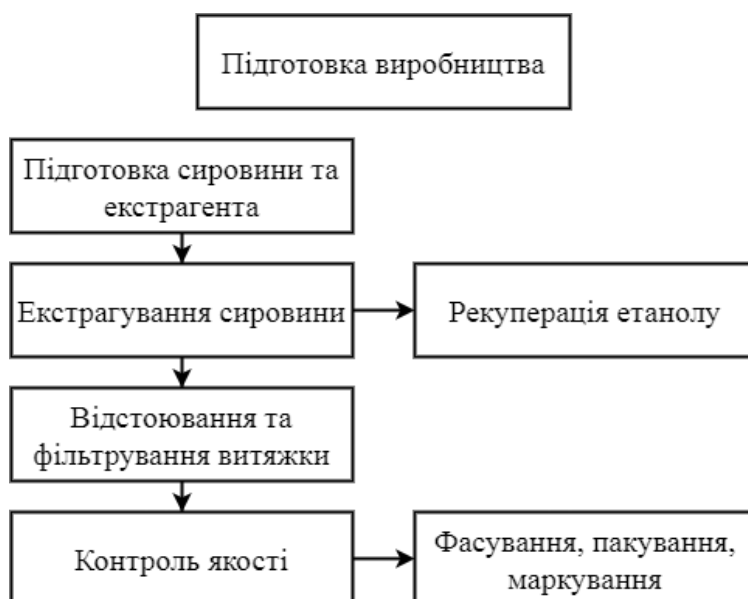 Підготовка виробництва
Підготовка сировини та
екстрагента
Екстрагування сировини
Рекуперація етанолу
Відстоювання та
фільтрування витяжки
Контроль якості
Фасування, пакування,
маркування